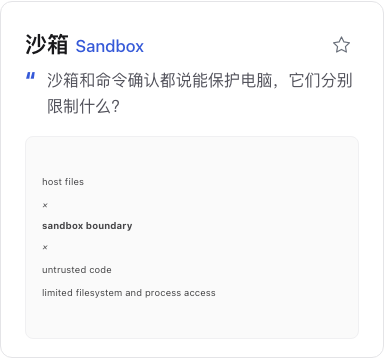 沙箱 Sandbox
“ 沙箱和命令确认都说能保护电脑，它们分别
限制什么？
host files
×
sandbox boundary
×
untrusted code
limited filesystem and process access